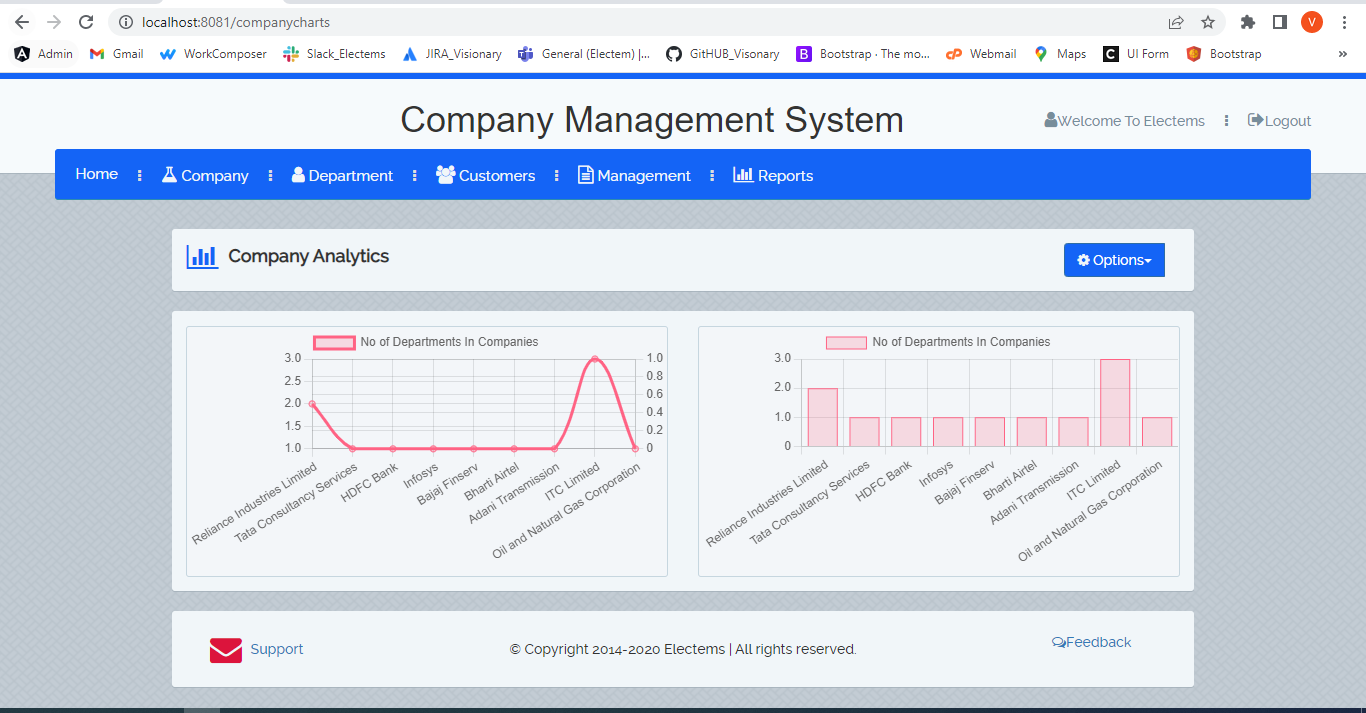 localhost:8081/companycharts
V
Admin
Gmail
WorkComposer
Slack_Electems
JIRA_Visionary
General (Electem) |...
GitHUB_Visonary
B
Bootstrap · The mo...
cP
Webmail
Maps
C
UI Form
Bootstrap
»
Company Management System
Welcome To Electems
Logout
Home
Company
Department
Customers
Management
Reports
Company Analytics
Options
No of Departments In Companies
3.0
2.5
2.0
1.5
1.0
1.0
0.8
0.6
0.4
0.2
0
Reliance Industries Limited
Tata Consultancy Services
HDFC Bank
Infosys
Bajaj Finserv
Bharti Airtel
Adani Transmission
ITC Limited
Oil and Natural Gas Corporation
No of Departments In Companies
3.0
2.0
1.0
0
Reliance Industries Limited
Tata Consultancy Services
HDFC Bank
Infosys
Bajaj Finserv
Bharti Airtel
Adani Transmission
ITC Limited
Oil and Natural Gas Corporation
Support
© Copyright 2014-2020 Electems | All rights reserved.
Feedback